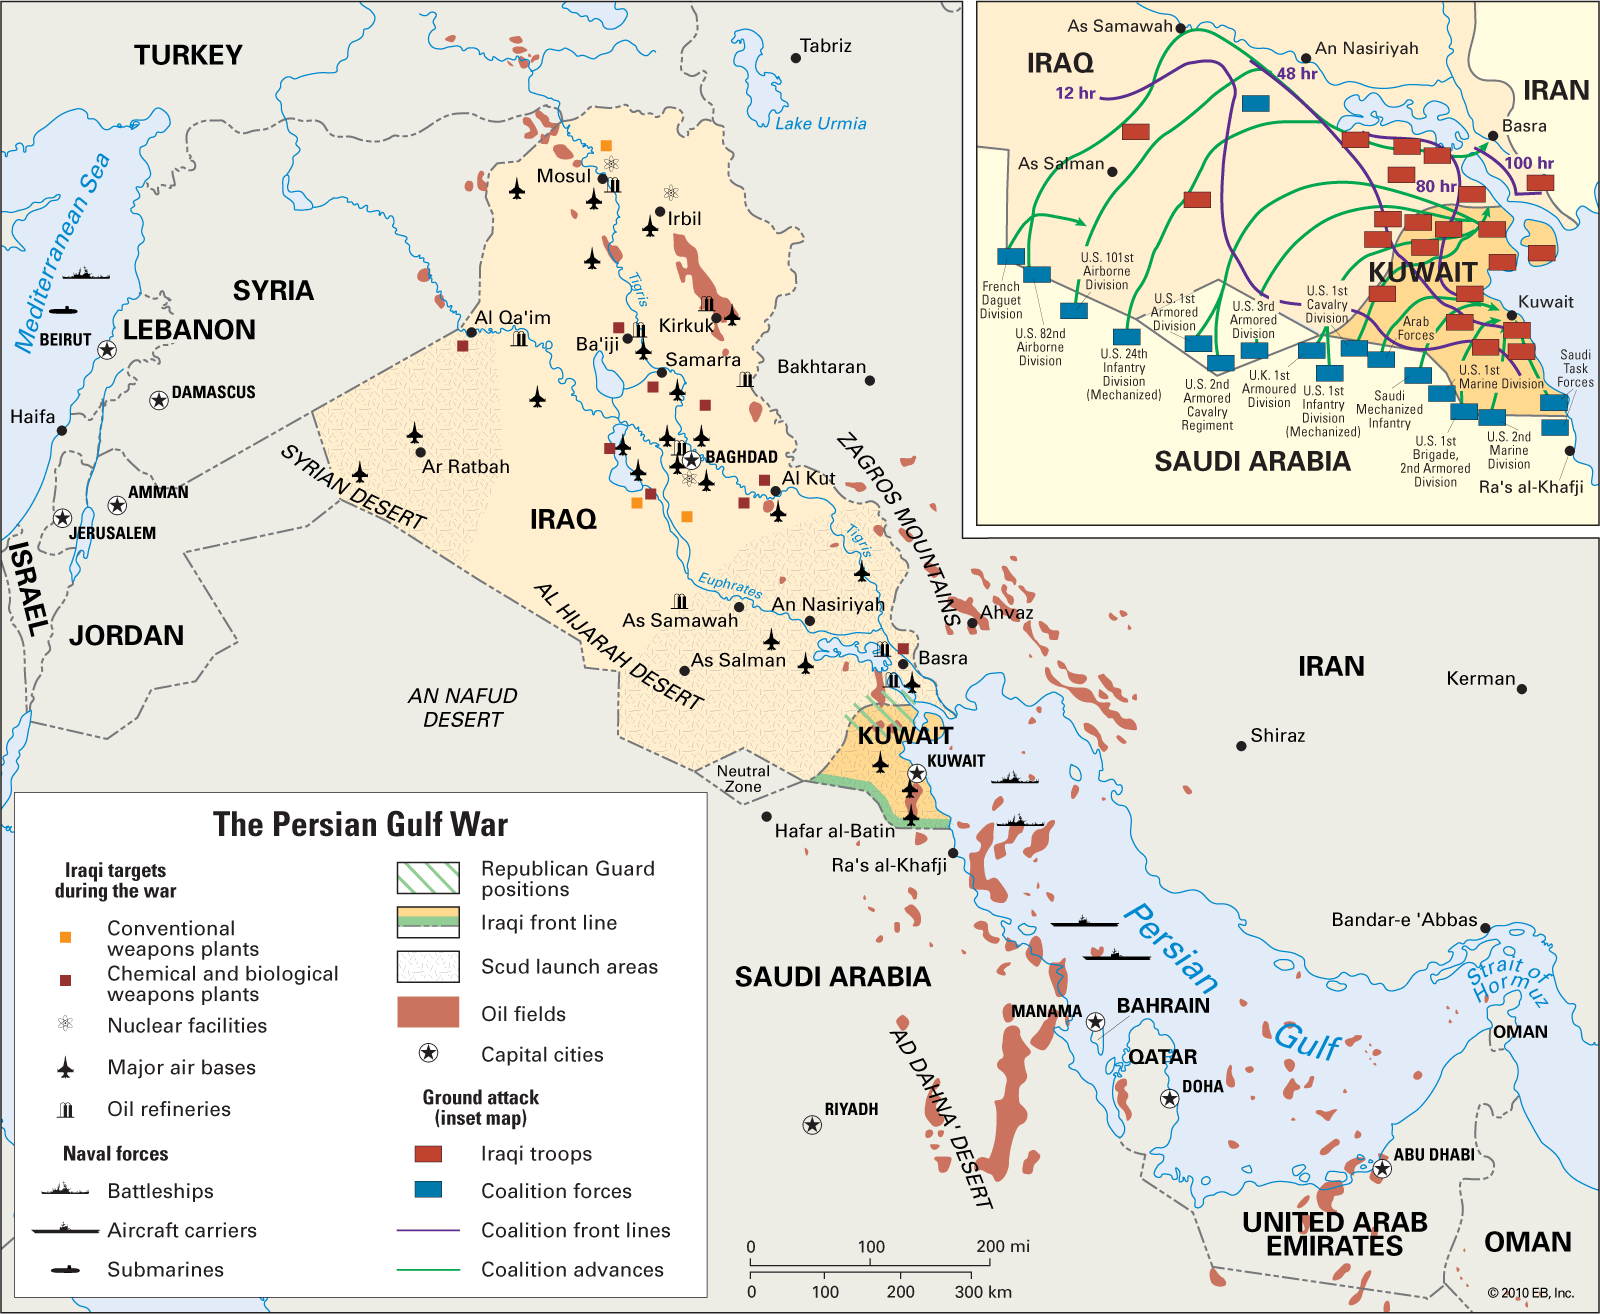 TURKEY
Tabriz
Lake Urmia
Mediterranean Sea
Mosul
Irbil
SYRIA
LEBANON
BEIRUT
DAMASCUS
Haifa
Al Qa'im
Tigris
Kirkuk
Ba'iji
Samarra
Bakhtaran
SYRIAN DESERT
Ar Ratbah
BAGHDAD
ZAGROS MOUNTAINS
Al Kut
AMMAN
JERUSALEM
ISRAEL
JORDAN
IRAQ
Tigris
Euphrates
AL HIJARAH DESERT
As Samawah
An Nasiriyah
Ahvaz
As Salman
Basra
IRAN
Kerman
AN NAFUD
DESERT
Shiraz
KUWAIT
KUWAIT
Neutral
Zone
Hafar al-Batin
Ra's al-Khafji
Bandar-e 'Abbas
Persian
Gulf
Strait of
Hormuz
SAUDI ARABIA
MANAMA
BAHRAIN
OMAN
QATAR
DOHA
AD DAHNA' DESERT
RIYADH
ABU DHABI
UNITED ARAB
EMIRATES
OMAN
0 100 200 mi
0 100 200 300 km
© 2010 EB, Inc.
The Persian Gulf War
Iraqi targets
during the war
Conventional
weapons plants
Chemical and biological
weapons plants
Nuclear facilities
Major air bases
Oil refineries
Naval forces
Battleships
Aircraft carriers
Submarines
Republican Guard
positions
Iraqi front line
Scud launch areas
Oil fields
Capital cities
Ground attack
(inset map)
Iraqi troops
Coalition forces
Coalition front lines
Coalition advances
As Samawah
An Nasiriyah
IRAQ
48 hr
12 hr
IRAN
Basra
As Salman
100 hr
80 hr
KUWAIT
Kuwait
French
Daguet
Division
U.S. 82nd
Airborne
Division
U.S. 101st
Airborne
Division
U.S. 24th
Infantry
Division
(Mechanized)
U.S. 1st
Armored
Division
U.S. 2nd
Armored
Cavalry
Regiment
U.S. 3rd
Armored
Division
U.K. 1st
Armoured
Division
U.S. 1st
Cavalry
Division
U.S. 1st
Infantry
Division
(Mechanized)
Arab
Forces
Saudi
Mechanized
Infantry
U.S. 1st
Marine Division
U.S. 1st
Brigade,
2nd Armored
Division
U.S. 2nd
Marine
Division
Saudi
Task
Forces
SAUDI ARABIA
Ra's al-Khafji